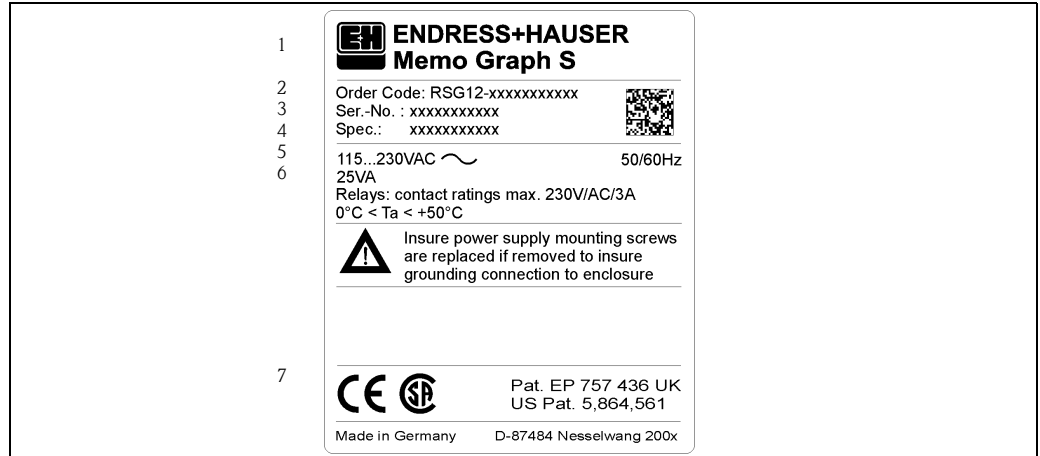 1
E+H ENDRESS+HAUSER
Memo Graph S
2 Order Code: RSG12-xxxxxxxxxxx
3 Ser.-No. : xxxxxxxxxxx
4 Spec.: xxxxxxxxxxx
5 115...230VAC 50/60Hz
6 25VA
Relays: contact ratings max. 230V/AC/3A
0°C < Ta < +50°C
! Insure power supply mounting screws
are replaced if removed to insure
grounding connection to enclosure
7
CE SA Pat. EP 757 436 UK
US Pat. 5,864,561
Made in Germany D-87484 Nesselwang 200x